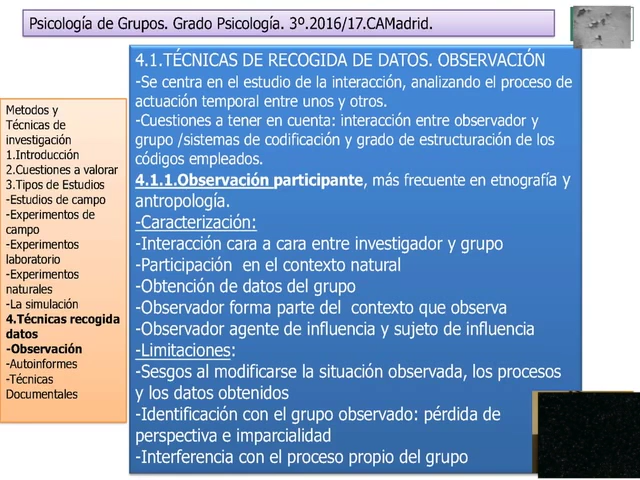 Psicología de Grupos. Grado Psicología. 3º.2016/17.CAMadrid.
Metodos y
Técnicas de
investigación
1.Introducción
2.Cuestiones a valorar
3.Tipos de Estudios
-Estudios de campo
-Experimentos de
campo
-Experimentos
laboratorio
-Experimentos
naturales
-La simulación
4.Técnicas recogida
datos
-Observación
-Autoinformes
-Técnicas
Documentales
4.1.TÉCNICAS DE RECOGIDA DE DATOS. OBSERVACIÓN
-Se centra en el estudio de la interacción, analizando el proceso de
actuación temporal entre unos y otros.
-Cuestiones a tener en cuenta: interacción entre observador y
grupo /sistemas de codificación y grado de estructuración de los
códigos empleados.
4.1.1.Observación participante, más frecuente en etnografía y
antropología.
-Caracterización:
-Interacción cara a cara entre investigador y grupo
-Participación en el contexto natural
-Obtención de datos del grupo
-Observador forma parte del contexto que observa
-Observador agente de influencia y sujeto de influencia
-Limitaciones:
-Sesgos al modificarse la situación observada, los procesos
y los datos obtenidos
-Identificación con el grupo observado: pérdida de
perspectiva e imparcialidad
-Interferencia con el proceso propio del grupo